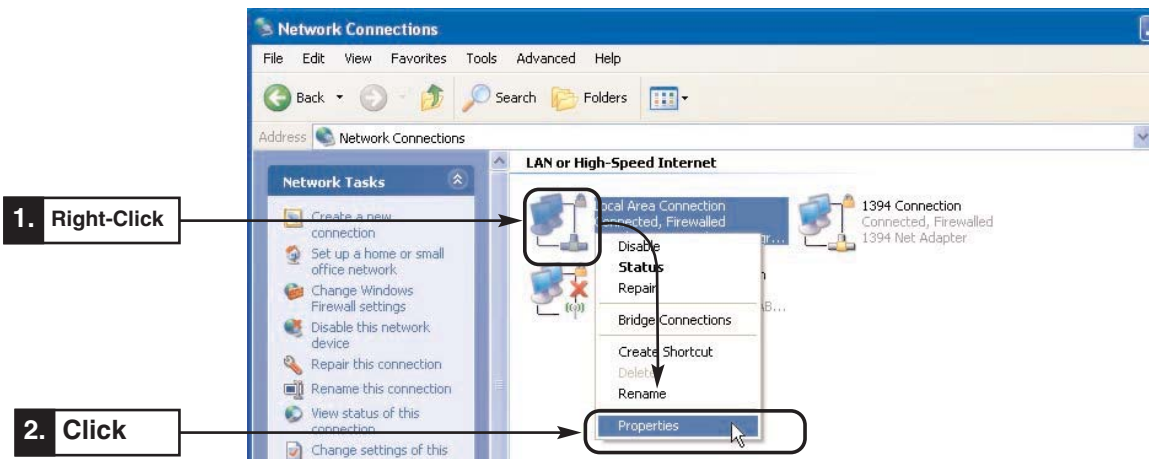 Network Connections
File Edit View Favorites Tools Advanced Help
Back Search Folders
Address Network Connections
Network Tasks
Create a new
connection
Set up a home or small
office network
Change Windows
Firewall settings
Disable this network
device
Repair this connection
Rename this connection
View status of this
connection
Change settings of this
LAN or High-Speed Internet
Local Area Connection
Connected, Firewalled
1394 Connection
Connected, Firewalled
1394 Net Adapter
Disable
Status
Repair
Bridge Connections
Create Shortcut
Delete
Rename
Properties
1. Right-Click
2. Click